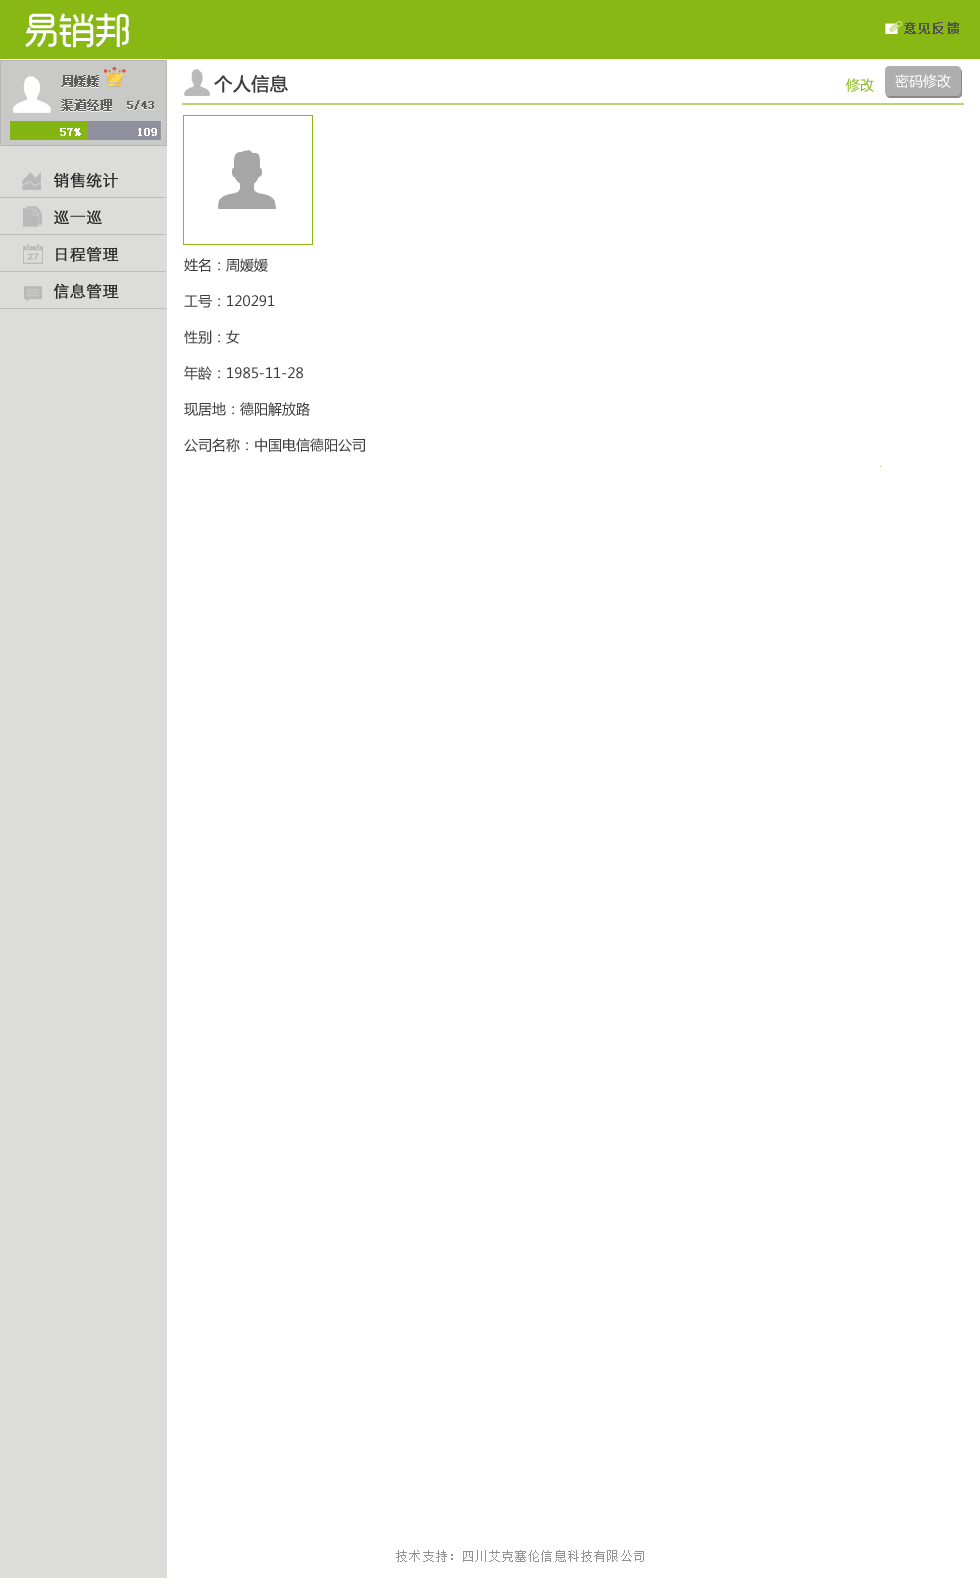 易销邦
意见反馈
周媛媛
渠道经理 5/43
57% 109
销售统计
巡一巡
日程管理
27
信息管理
个人信息
修改
密码修改
姓名：周媛媛
工号：120291
性别：女
年龄：1985-11-28
现居地：德阳解放路
公司名称：中国电信德阳公司
技术支持：四川艾克塞伦信息科技有限公司